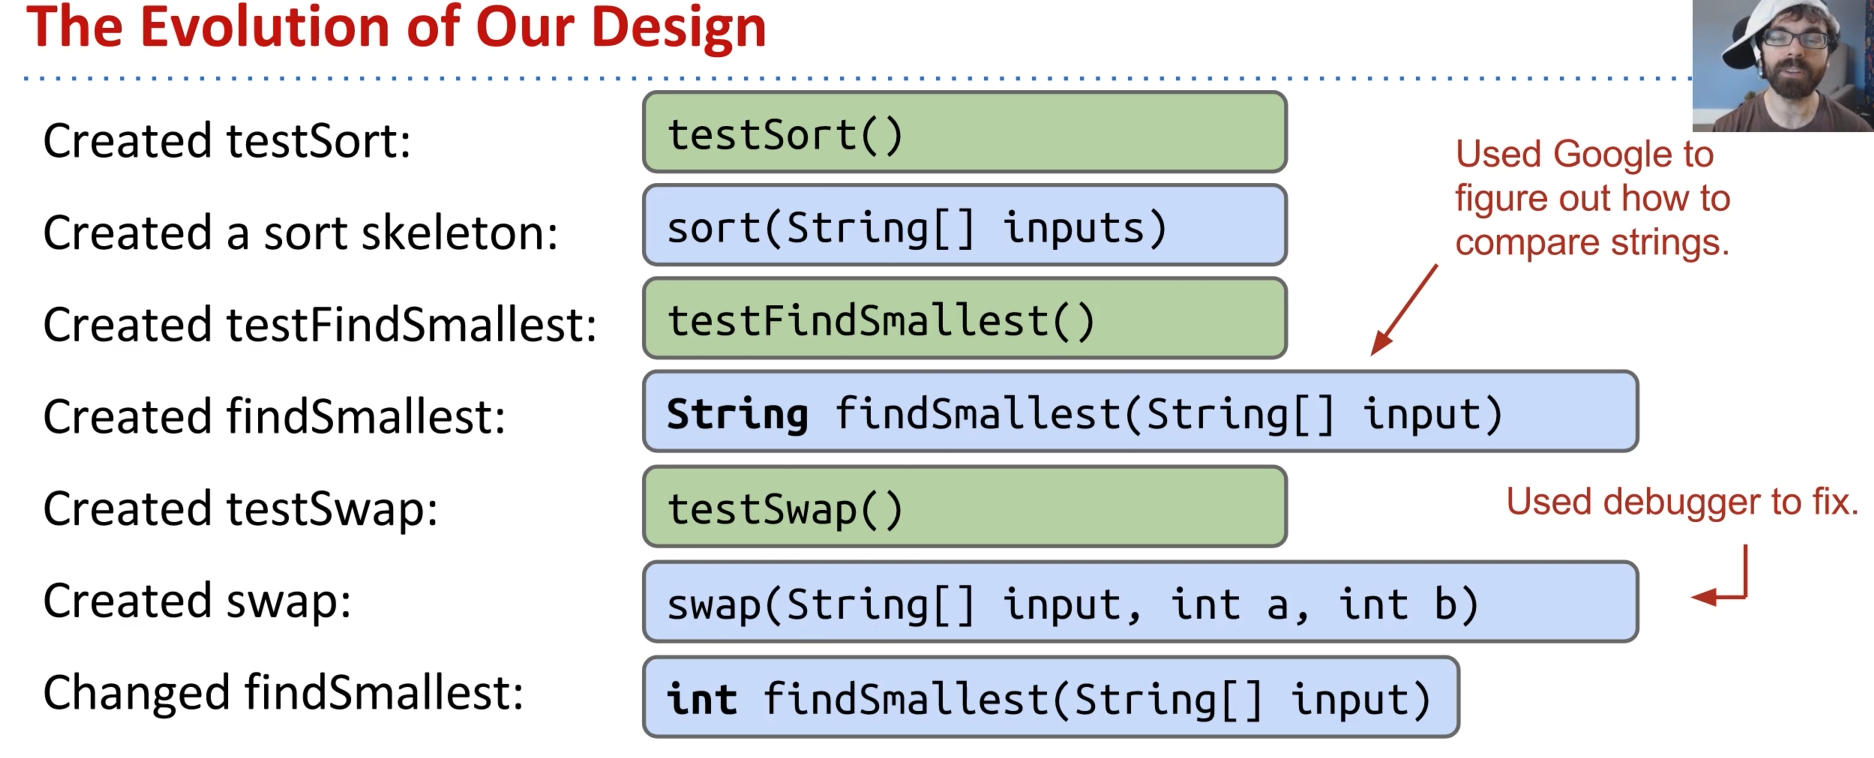 The Evolution of Our Design
Created testSort:
testSort()
Created a sort skeleton:
sort(String[] inputs)
Used Google to
figure out how to
compare strings.
Created testFindSmallest:
testFindSmallest()
Created findSmallest:
String findSmallest(String[] input)
Created testSwap:
testSwap()
Used debugger to fix.
Created swap:
swap(String[] input, int a, int b)
Changed findSmallest:
int findSmallest(String[] input)